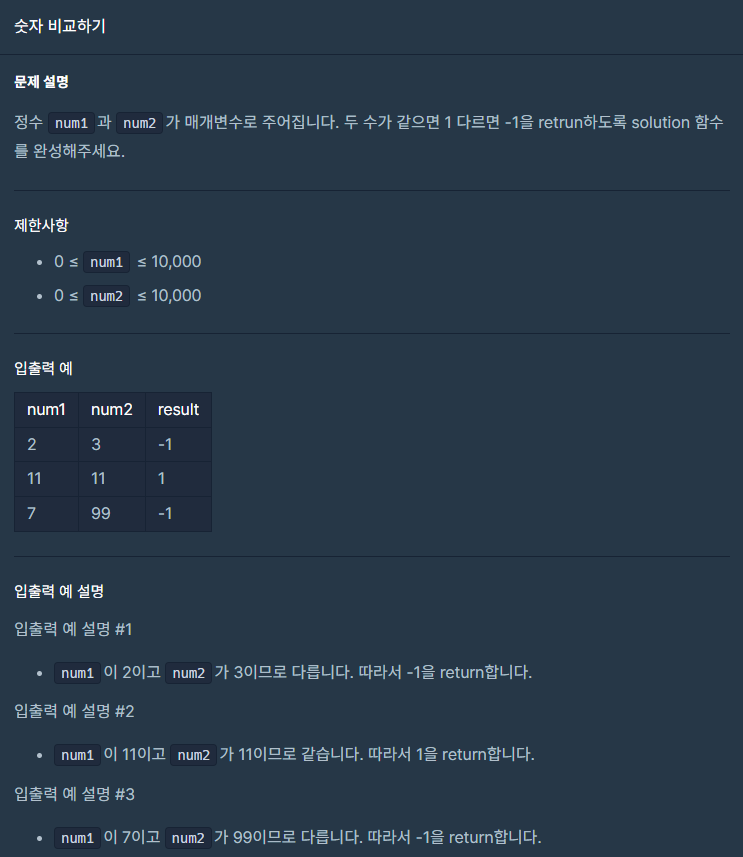 숫자 비교하기
문제 설명
정수 num1 과 num2 가 매개변수로 주어집니다. 두 수가 같으면 1 다르면 -1을 retrun하도록 solution 함수
를 완성해주세요.
제한사항
• 0 ≤ num1 ≤ 10,000
• 0 ≤ num2 ≤ 10,000
입출력 예
num1 num2 result
2 3 -1
11 11 1
7 99 -1
입출력 예 설명
입출력 예 설명 #1
• num1 이 2이고 num2 가 3이므로 다릅니다. 따라서 -1을 return합니다.
입출력 예 설명 #2
• num1 이 11이고 num2 가 11이므로 같습니다. 따라서 1을 return합니다.
입출력 예 설명 #3
• num1 이 7이고 num2 가 99이므로 다릅니다. 따라서 -1을 return합니다.